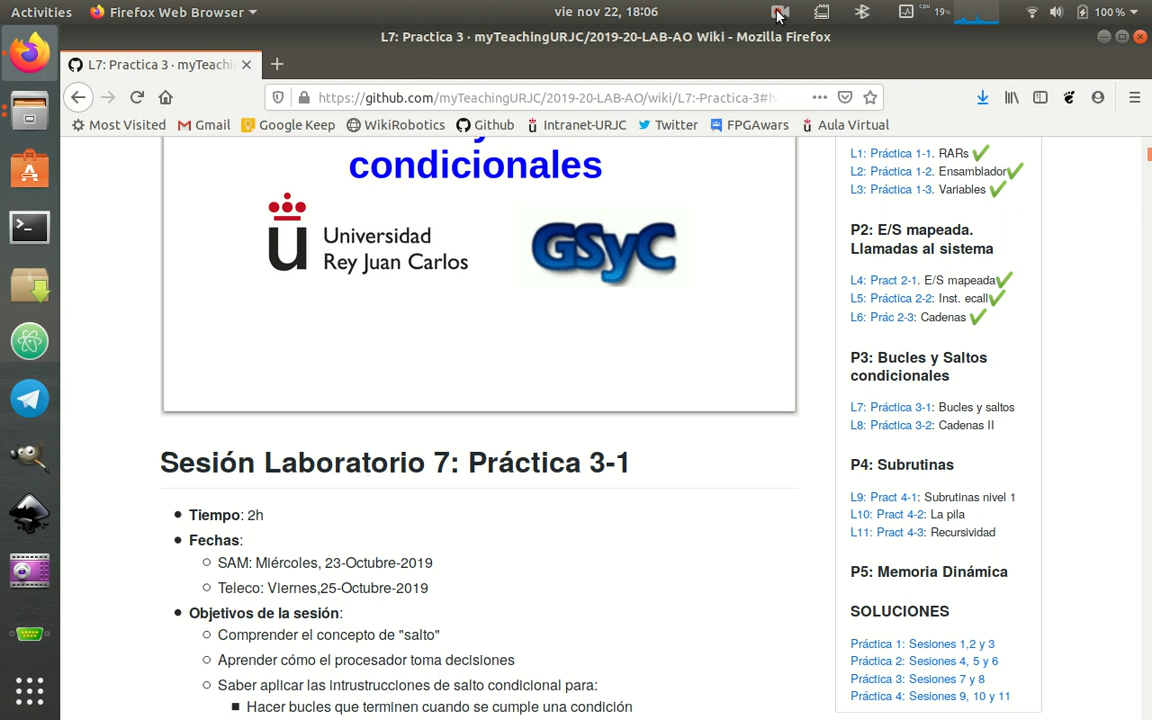 Activities
Firefox Web Browser
vie nov 22, 18:06
cpu 19%
100 %
L7: Practica 3 · myTeachingURJC/2019-20-LAB-AO Wiki - Mozilla Firefox
L7: Practica 3 · myTeachi
https://github.com/myTeachingURJC/2019-20-LAB-AO/wiki/L7:-Practica-3#h
Most Visited
Gmail
Google Keep
WikiRobotics
Github
Intranet-URJC
Twitter
FPGAwars
Aula Virtual
condicionales
Universidad
Rey Juan Carlos
GSyC
Sesión Laboratorio 7: Práctica 3-1
Tiempo: 2h
Fechas:
SAM: Miércoles, 23-Octubre-2019
Teleco: Viernes,25-Octubre-2019
Objetivos de la sesión:
Comprender el concepto de "salto"
Aprender cómo el procesador toma decisiones
Saber aplicar las intrustrucciones de salto condicional para:
Hacer bucles que terminen cuando se cumple una condición
L1: Práctica 1-1. RARs
L2: Práctica 1-2. Ensamblador
L3: Práctica 1-3. Variables
P2: E/S mapeada.
Llamadas al sistema
L4: Pract 2-1. E/S mapeada
L5: Práctica 2-2: Inst. ecall
L6: Prác 2-3: Cadenas
P3: Bucles y Saltos
condicionales
L7: Práctica 3-1: Bucles y saltos
L8: Práctica 3-2: Cadenas II
P4: Subrutinas
L9: Pract 4-1: Subrutinas nivel 1
L10: Pract 4-2: La pila
L11: Pract 4-3: Recursividad
P5: Memoria Dinámica
SOLUCIONES
Práctica 1: Sesiones 1,2 y 3
Práctica 2: Sesiones 4, 5 y 6
Práctica 3: Sesiones 7 y 8
Práctica 4: Sesiones 9, 10 y 11